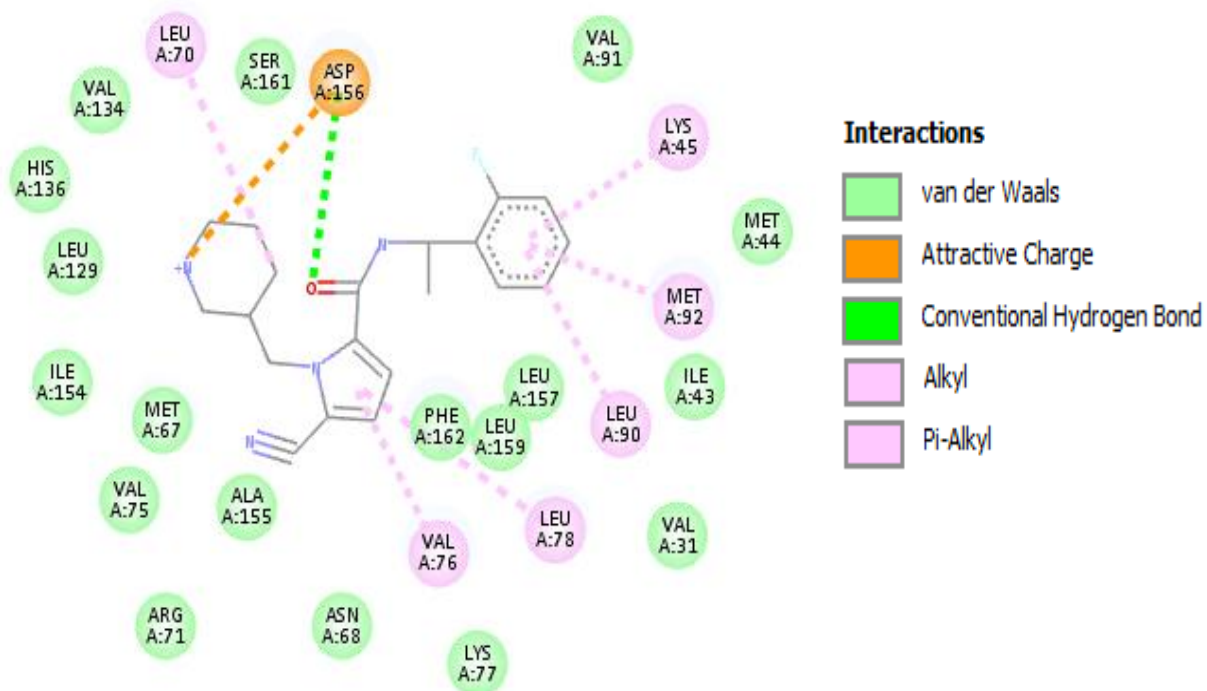 LEU
A:70
SER
A:161
ASP
A:156
VAL
A:91
VAL
A:134
LYS
A:45
HIS
A:136
MET
A:44
LEU
A:129
N
+N
O
MET
A:92
N
ILE
A:154
LEU
A:157
ILE
A:43
MET
A:67
PHE
A:162
LEU
A:159
LEU
A:90
N
VAL
A:75
ALA
A:155
LEU
A:78
VAL
A:31
VAL
A:76
ARG
A:71
ASN
A:68
LYS
A:77
Interactions
van der Waals
Attractive Charge
Conventional Hydrogen Bond
Alkyl
Pi-Alkyl